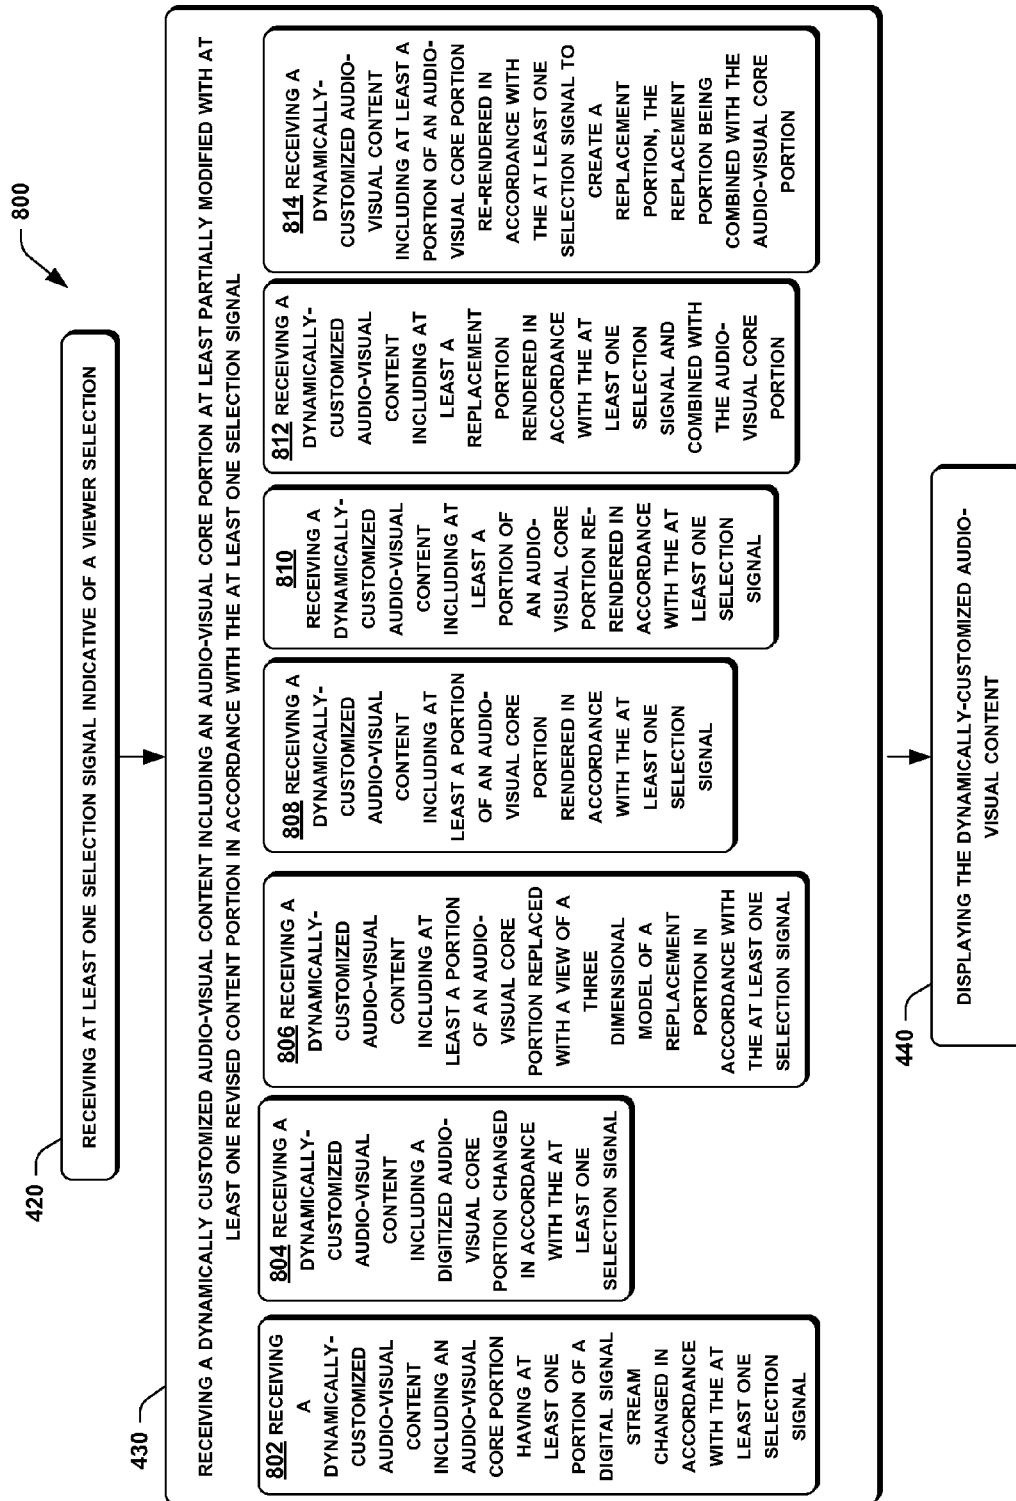 800
420
RECEIVING AT LEAST ONE SELECTION SIGNAL INDICATIVE OF A VIEWER SELECTION
430
RECEIVING A DYNAMICALLY CUSTOMIZED AUDIO-VISUAL CONTENT INCLUDING AN AUDIO-VISUAL CORE PORTION AT LEAST PARTIALLY MODIFIED WITH AT
LEAST ONE REVISED CONTENT PORTION IN ACCORDANCE WITH THE AT LEAST ONE SELECTION SIGNAL
802 RECEIVING
A
DYNAMICALLY-
CUSTOMIZED
AUDIO-VISUAL
CONTENT
INCLUDING AN
AUDIO-VISUAL
CORE PORTION
HAVING AT
LEAST ONE
PORTION OF A
DIGITAL SIGNAL
STREAM
CHANGED IN
ACCORDANCE
WITH THE AT
LEAST ONE
SELECTION
SIGNAL
804 RECEIVING A
DYNAMICALLY-
CUSTOMIZED
AUDIO-VISUAL
CONTENT
INCLUDING A
DIGITIZED AUDIO-
VISUAL CORE
PORTION CHANGED
IN ACCORDANCE
WITH THE AT
LEAST ONE
SELECTION SIGNAL
806 RECEIVING A
DYNAMICALLY-
CUSTOMIZED
AUDIO-VISUAL
CONTENT
INCLUDING AT
LEAST A PORTION
OF AN AUDIO-
VISUAL CORE
PORTION REPLACED
WITH A VIEW OF A
THREE
DIMENSIONAL
MODEL OF A
REPLACEMENT
PORTION IN
ACCORDANCE WITH
THE AT LEAST ONE
SELECTION SIGNAL
808 RECEIVING A
DYNAMICALLY-
CUSTOMIZED
AUDIO-VISUAL
CONTENT
INCLUDING AT
LEAST A PORTION
OF AN AUDIO-
VISUAL CORE
PORTION
RENDERED IN
ACCORDANCE
WITH THE AT
LEAST ONE
SELECTION
SIGNAL
810
RECEIVING A
DYNAMICALLY-
CUSTOMIZED
AUDIO-VISUAL
CONTENT
INCLUDING AT
LEAST A
PORTION OF
AN AUDIO-
VISUAL CORE
PORTION RE-
RENDERED IN
ACCORDANCE
WITH THE AT
LEAST ONE
SELECTION
SIGNAL
812 RECEIVING A
DYNAMICALLY-
CUSTOMIZED
AUDIO-VISUAL
CONTENT
INCLUDING AT
LEAST A
REPLACEMENT
PORTION
RENDERED IN
ACCORDANCE
WITH THE AT
LEAST ONE
SELECTION
SIGNAL AND
COMBINED WITH
THE AUDIO-
VISUAL CORE
PORTION
814 RECEIVING A
DYNAMICALLY-
CUSTOMIZED AUDIO-
VISUAL CONTENT
INCLUDING AT LEAST A
PORTION OF AN AUDIO-
VISUAL CORE PORTION
RE-RENDERED IN
ACCORDANCE WITH
THE AT LEAST ONE
SELECTION SIGNAL TO
CREATE A
REPLACEMENT
PORTION, THE
REPLACEMENT
PORTION BEING
COMBINED WITH THE
AUDIO-VISUAL CORE
PORTION
440
DISPLAYING THE DYNAMICALLY-CUSTOMIZED AUDIO-
VISUAL CONTENT